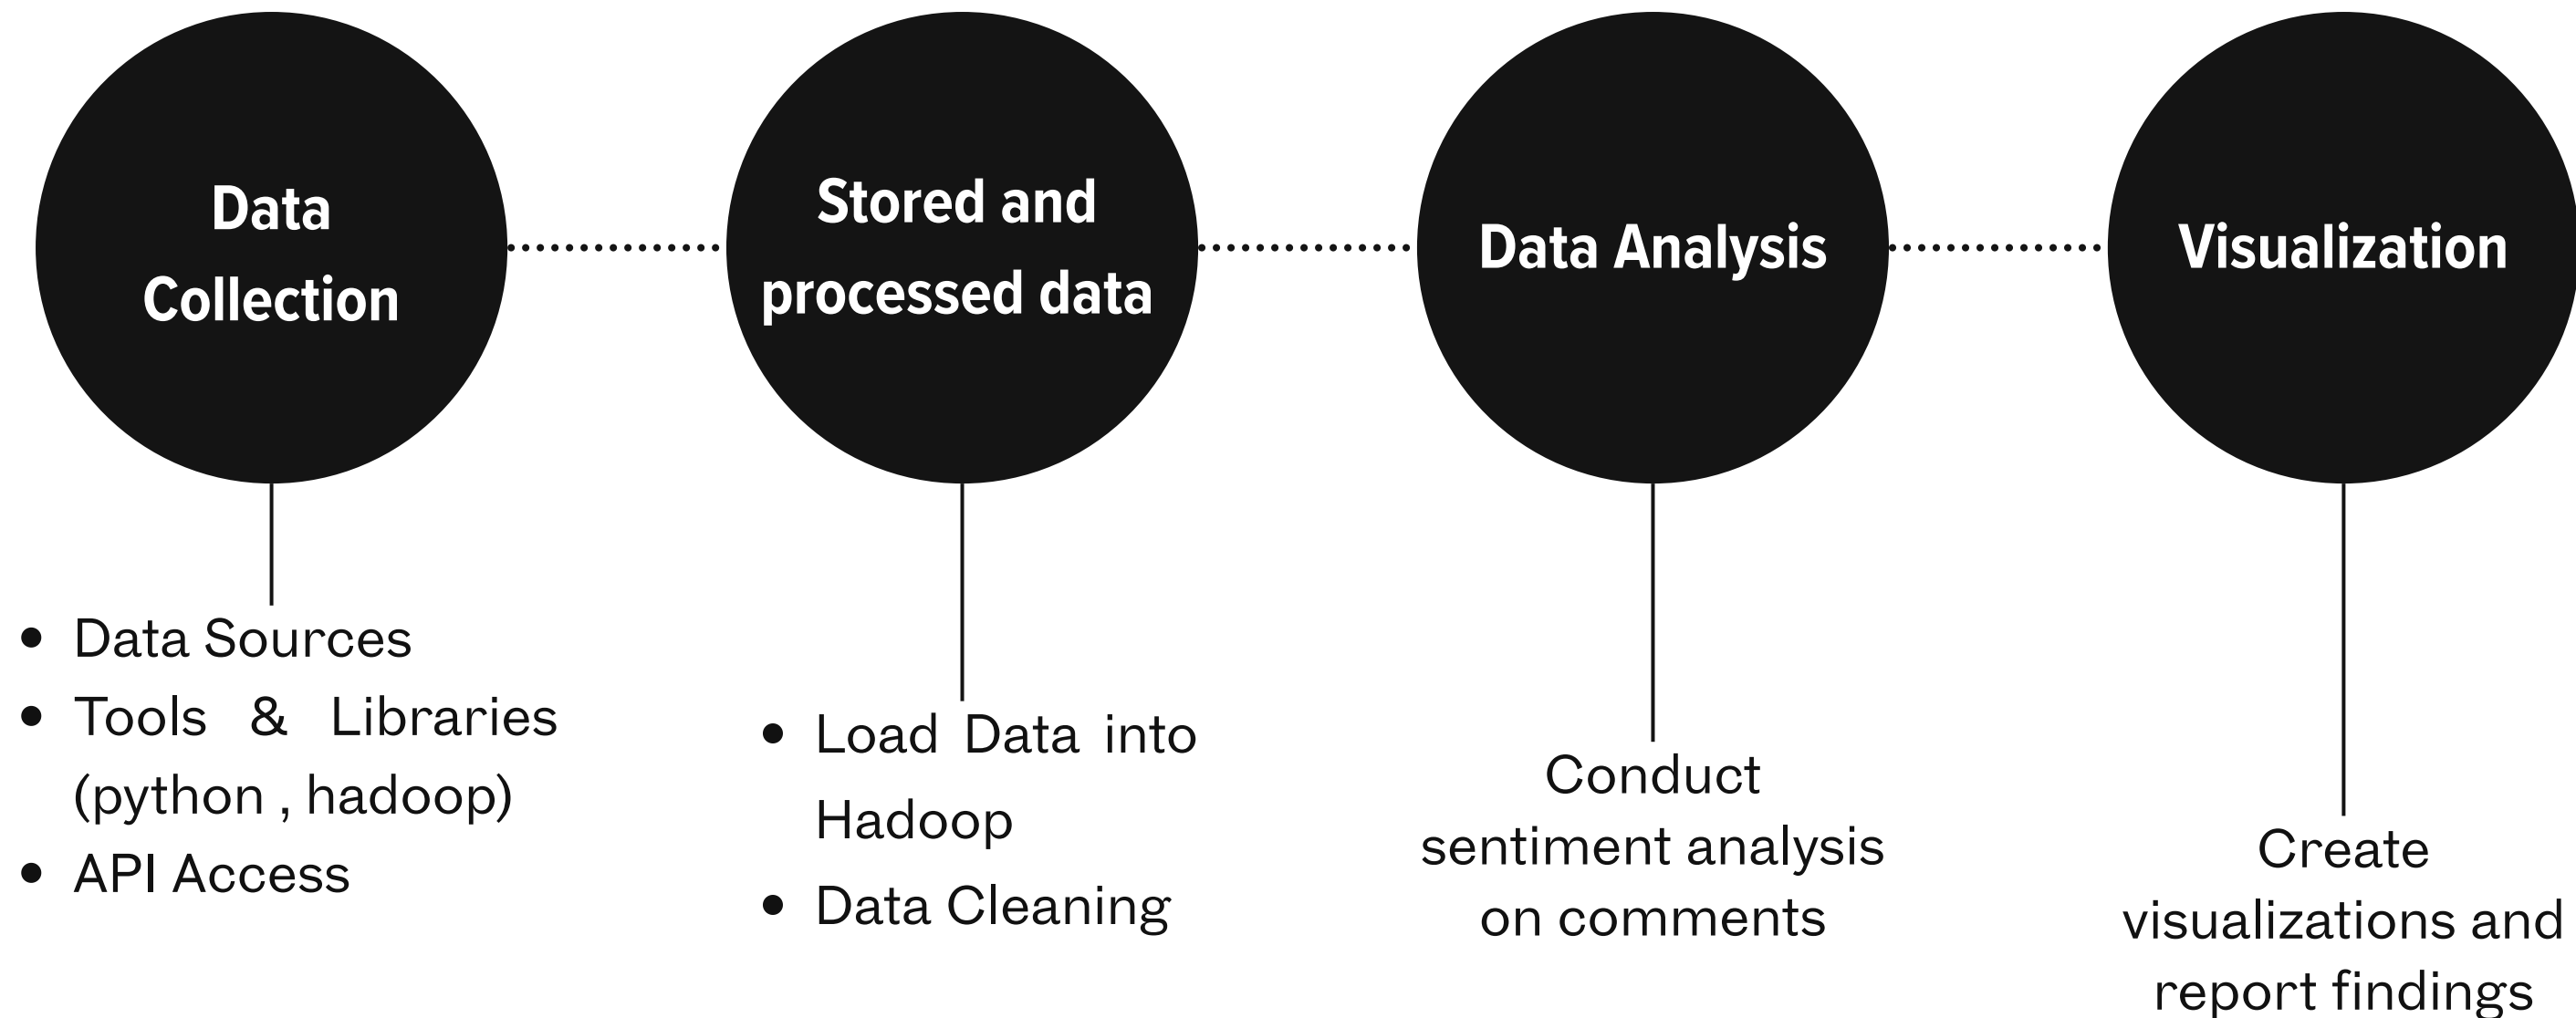 Data
Collection
Stored and
processed data
Data Analysis
Visualization
• Data Sources
• Tools & Libraries
(python , hadoop)
• API Access
• Load Data into
Hadoop
• Data Cleaning
Conduct
sentiment analysis
on comments
Create
visualizations and
report findings